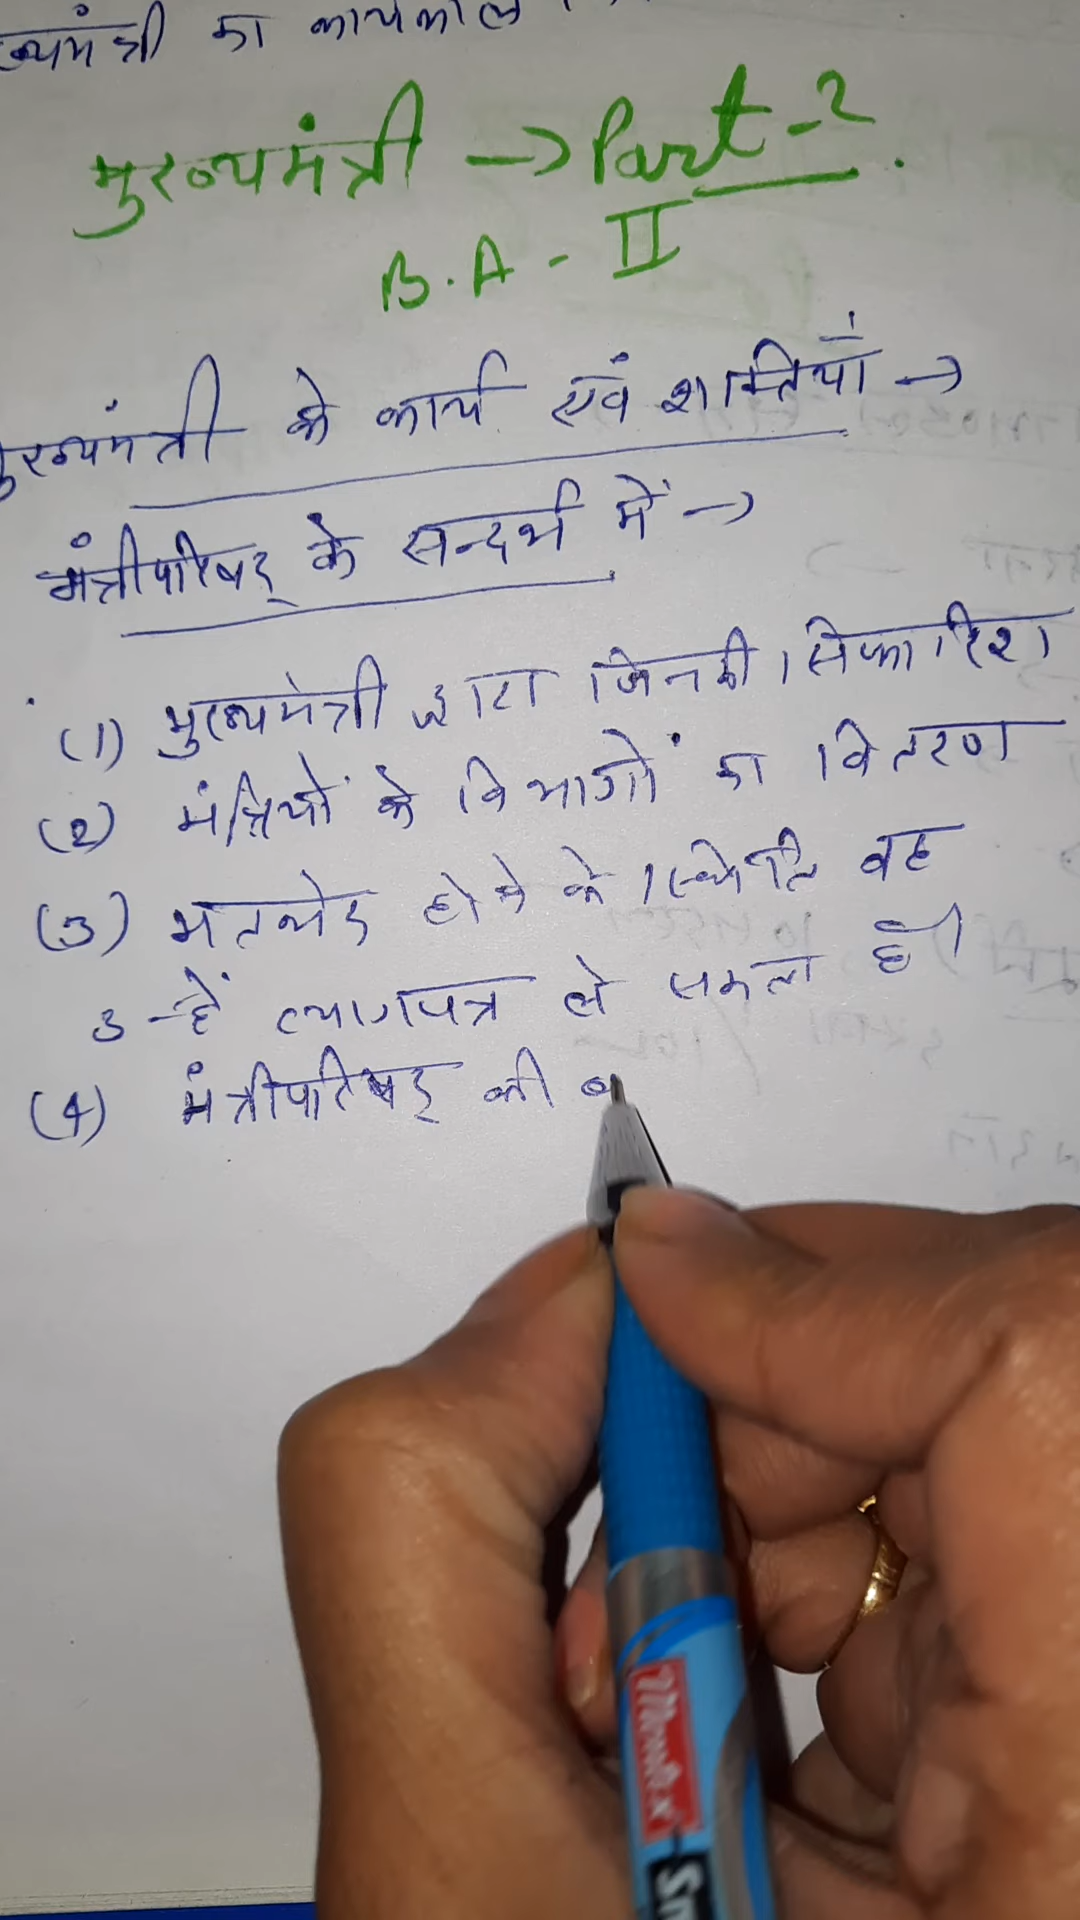 ख्यमंत्री का कार्यकाल
मुख्यमंत्री → Part-2.
B.A - II
मुख्यमंत्री के कार्य एवं शक्तियाँ →
मंत्रीपरिषद् के सन्दर्भ में →
(1) मुख्यमंत्री द्वारा जिनकी सिफारिश
(2) मंत्रियों के विभागों का वितरण
(3) मतभेद होने के स्थिति वह
उन्हें त्यागपत्र ले सकता है।
(4) मंत्रीपरिषद् की